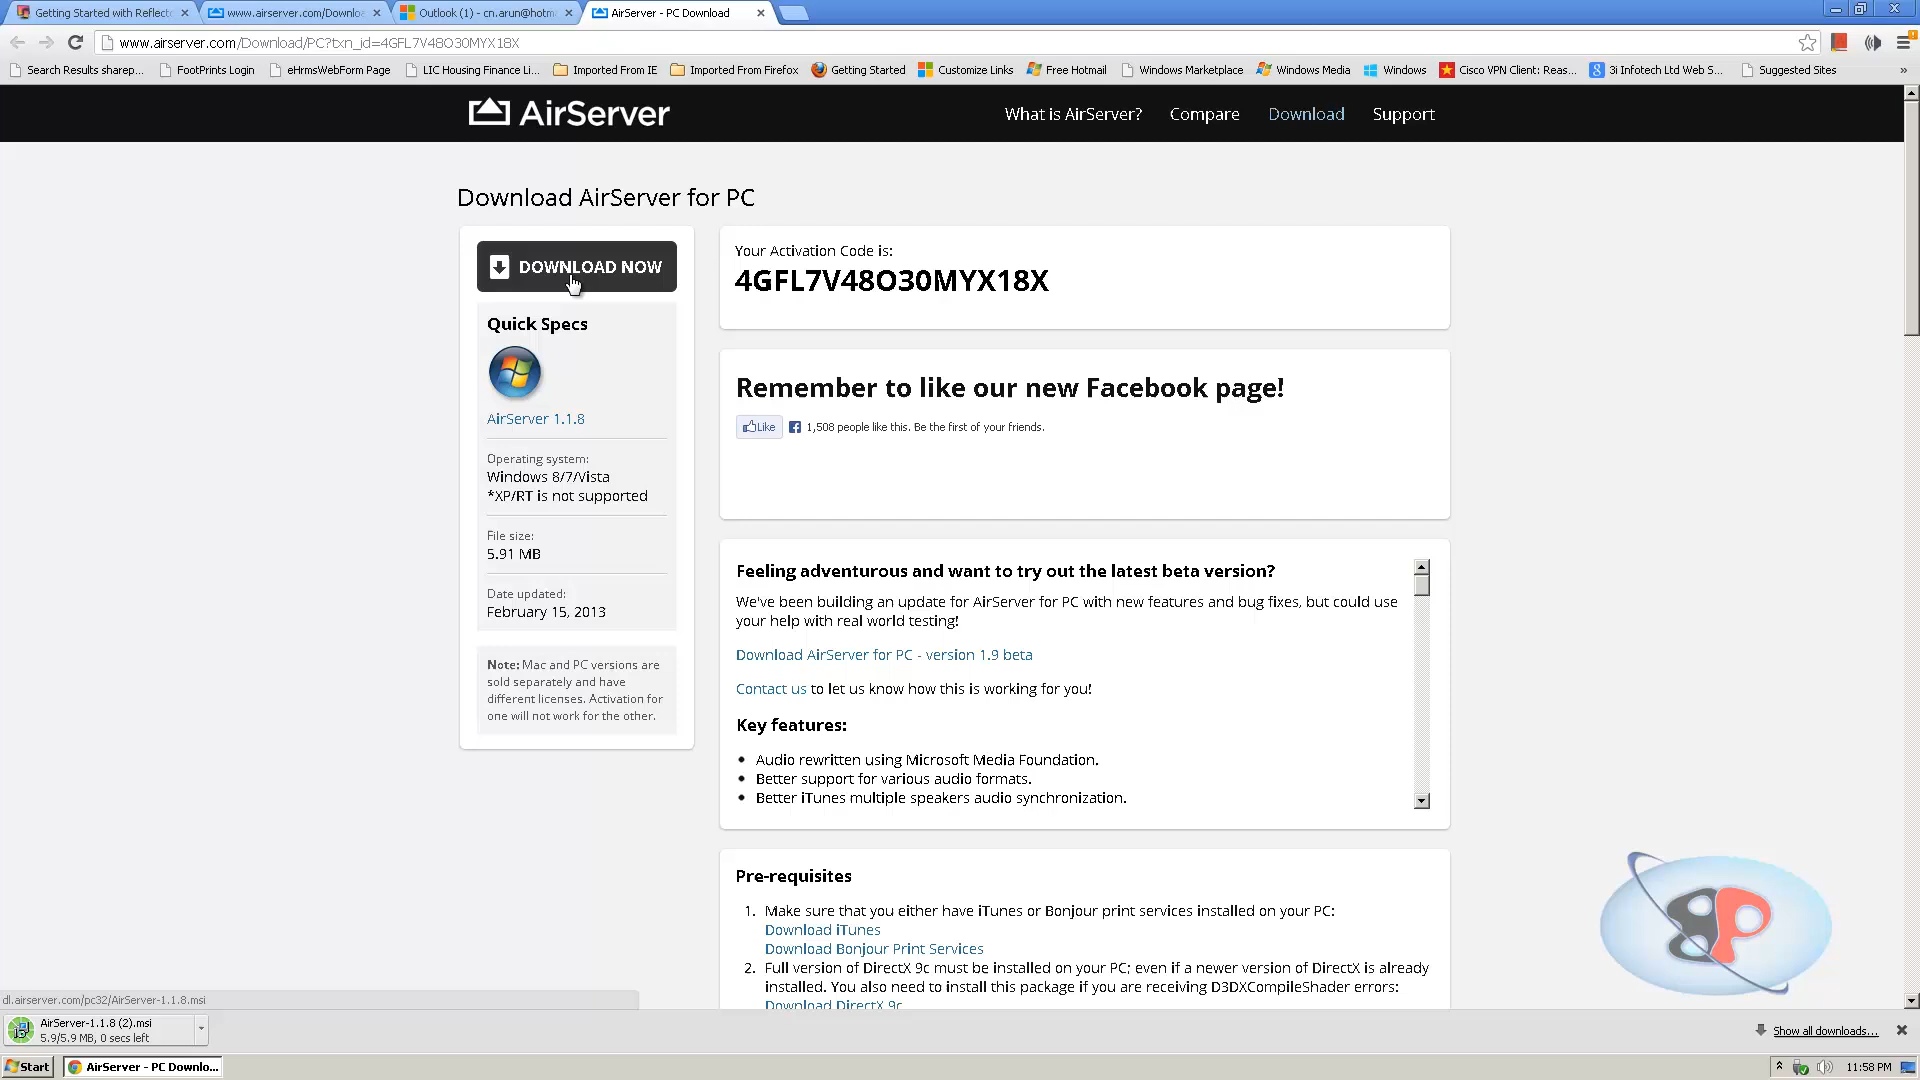 Getting Started with Reflecto
www.airserver.com/Downloa
Outlook (1) - cn.arun@hotm
AirServer - PC Download
www.airserver.com/Download/PC?txn_id=4GFL7V48O30MYX18X
Search Results sharep...
FootPrints Login
eHrmsWebForm Page
LIC Housing Finance Li...
Imported From IE
Imported From Firefox
Getting Started
Customize Links
Free Hotmail
Windows Marketplace
Windows Media
Windows
Cisco VPN Client: Reas...
3i Infotech Ltd Web S...
Suggested Sites
»
AirServer
What is AirServer?
Compare
Download
Support
Download AirServer for PC
DOWNLOAD NOW
Quick Specs
AirServer 1.1.8
Operating system:
Windows 8/7/Vista
*XP/RT is not supported
File size:
5.91 MB
Date updated:
February 15, 2013
Note: Mac and PC versions are
sold separately and have
different licenses. Activation for
one will not work for the other.
Your Activation Code is:
4GFL7V48O30MYX18X
Remember to like our new Facebook page!
Like
1,508 people like this. Be the first of your friends.
Feeling adventurous and want to try out the latest beta version?
We've been building an update for AirServer for PC with new features and bug fixes, but could use
your help with real world testing!
Download AirServer for PC - version 1.9 beta
Contact us to let us know how this is working for you!
Key features:
• Audio rewritten using Microsoft Media Foundation.
• Better support for various audio formats.
• Better iTunes multiple speakers audio synchronization.
Pre-requisites
1. Make sure that you either have iTunes or Bonjour print services installed on your PC:
Download iTunes
Download Bonjour Print Services
2. Full version of DirectX 9c must be installed on your PC; even if a newer version of DirectX is already
installed. You also need to install this package if you are receiving D3DXCompileShader errors:
Download DirectX 9c
BP
dl.airserver.com/pc32/AirServer-1.1.8.msi
AirServer-1.1.8 (2).msi
5.9/5.9 MB, 0 secs left
Show all downloads...
Start
AirServer - PC Downlo...
11:58 PM